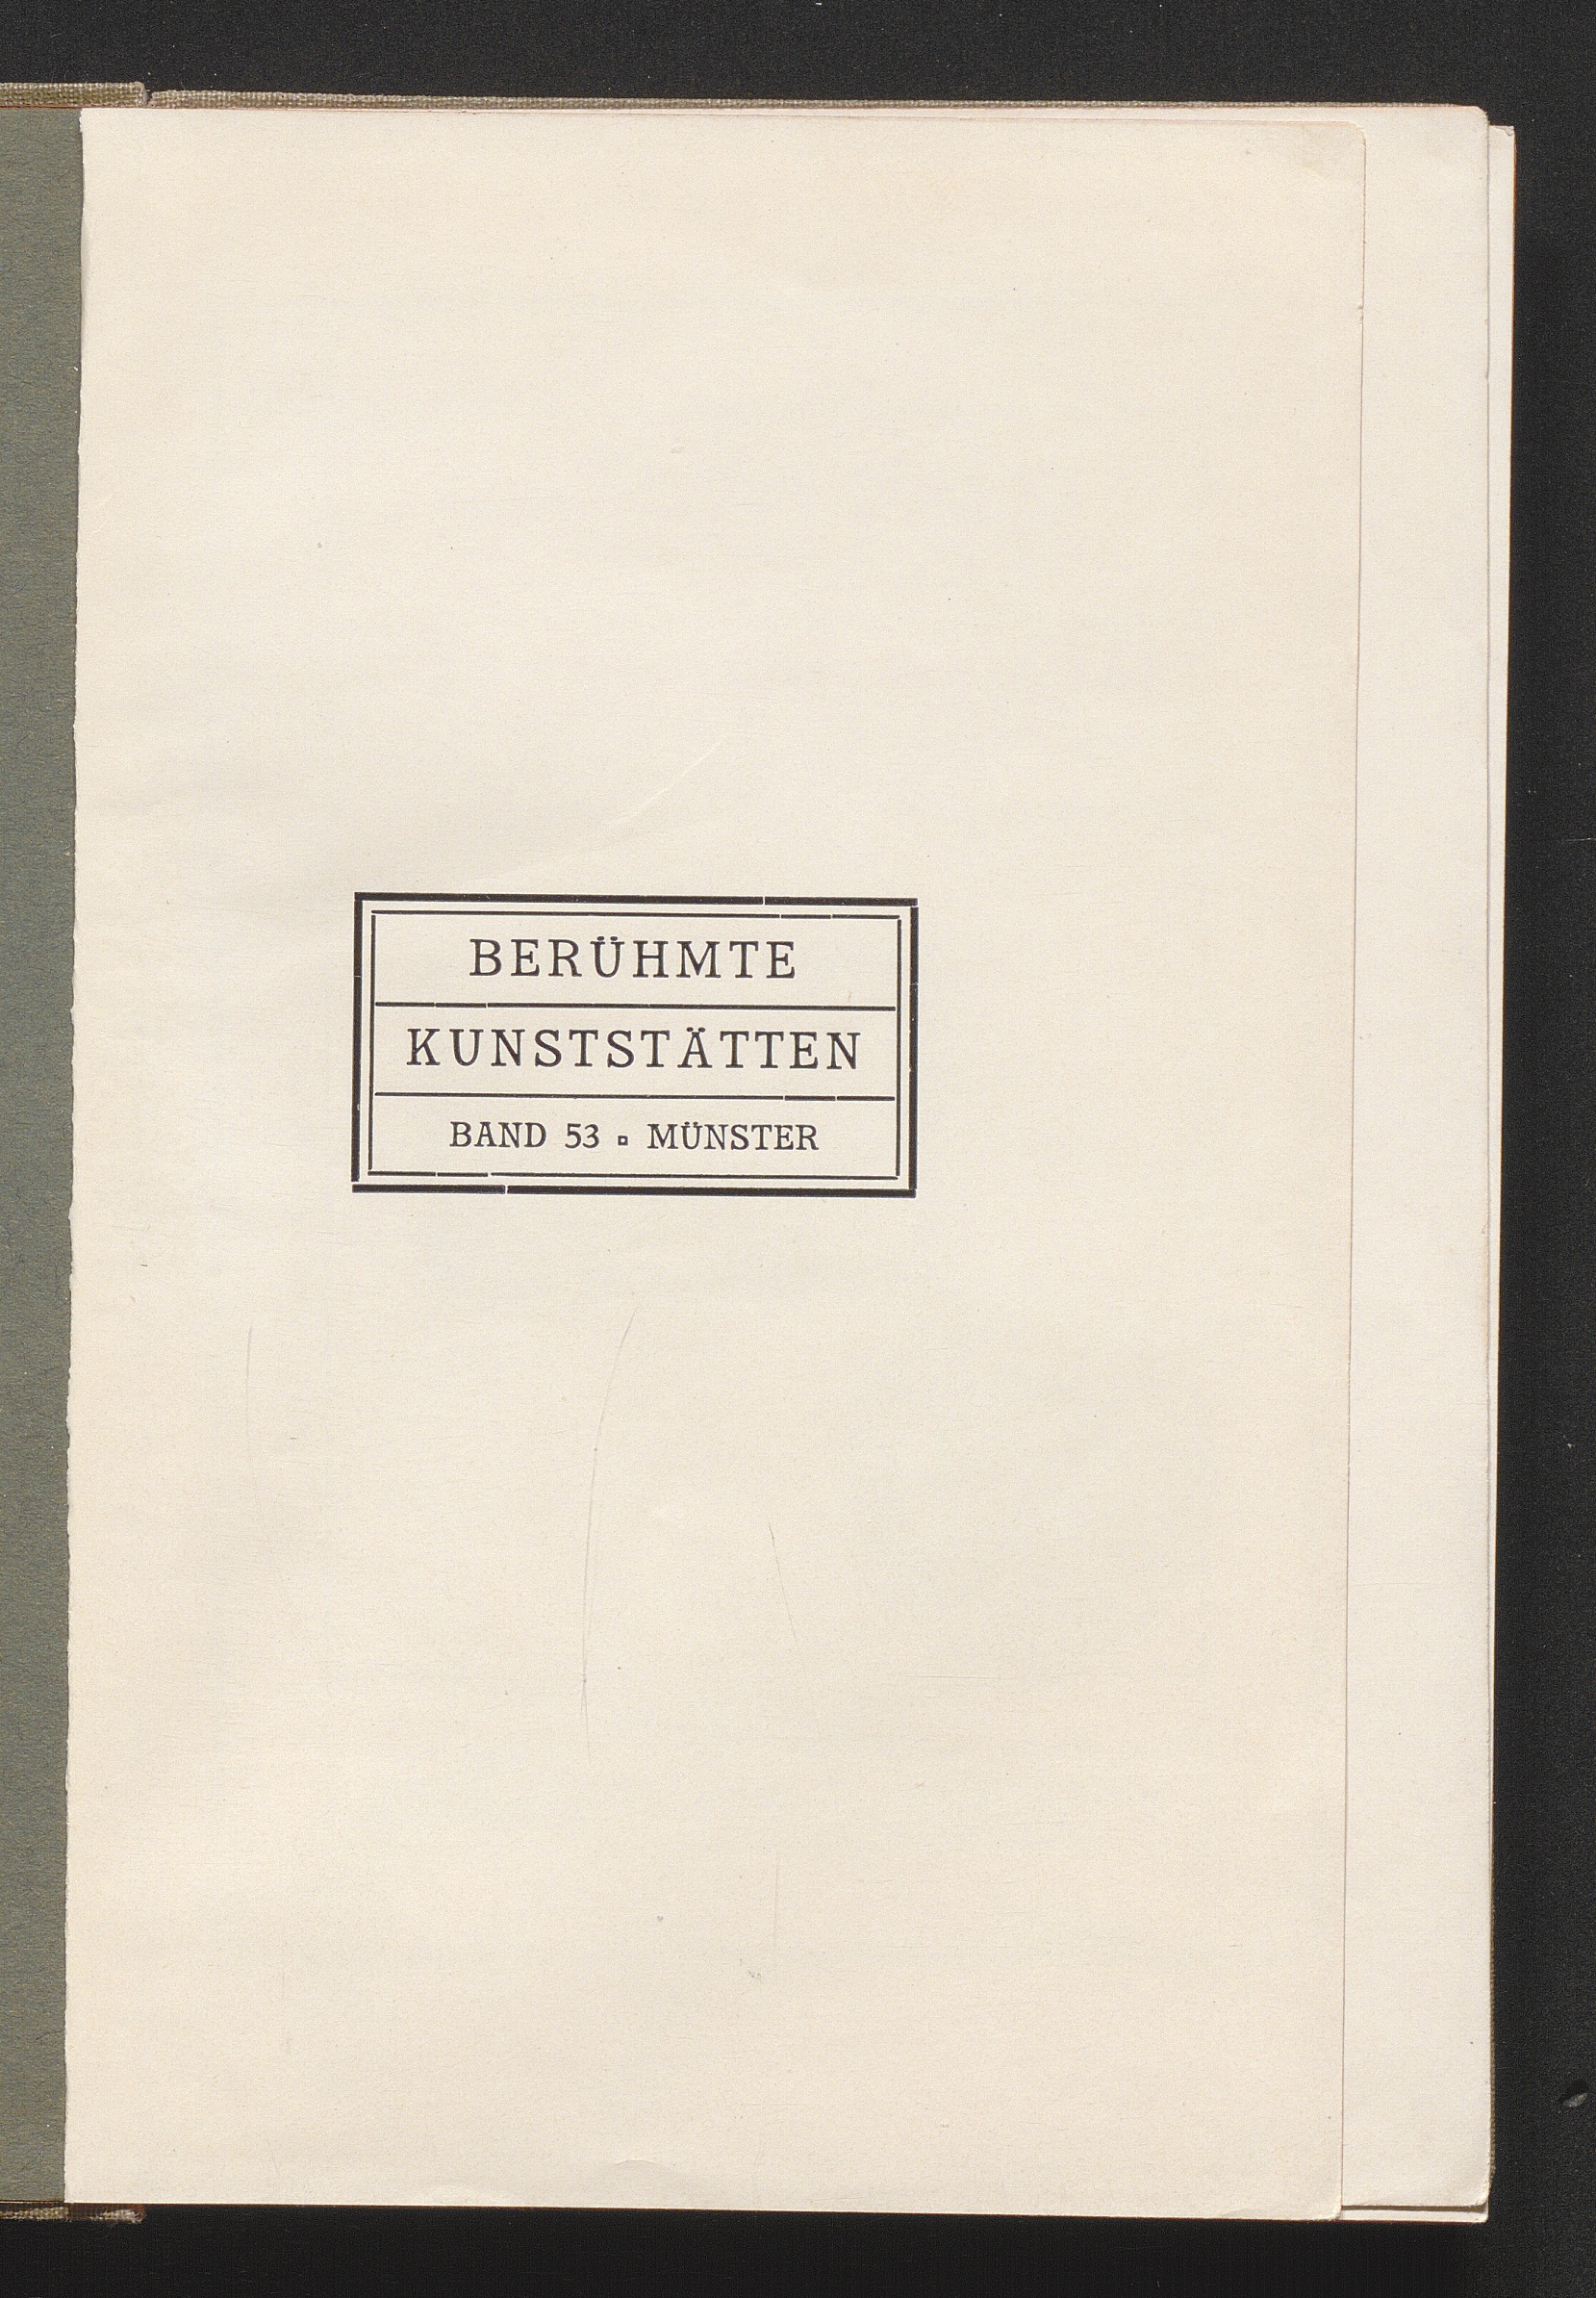 BERÜHMTE
KUNSTSTÄTTEN
BAND 53 ▫ MÜNSTER